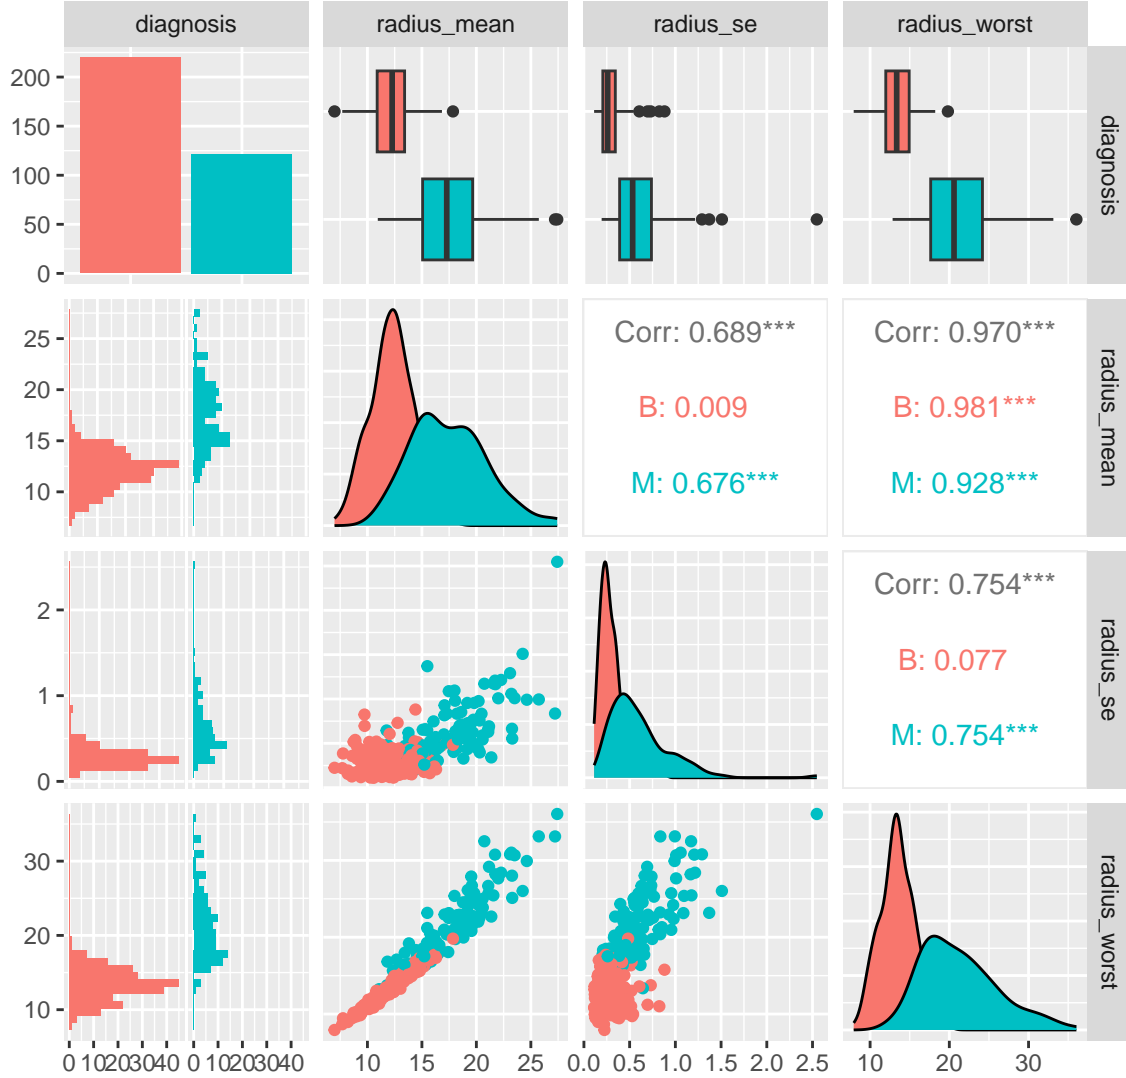 diagnosis radius_mean radius_se radius_worst
200
150
100
50
0
diagnosis
25
20
15
10
Corr: 0.689*** Corr: 0.970***
B: 0.009 B: 0.981***
M: 0.676*** M: 0.928***
radius_mean
2
1
0
Corr: 0.754***
B: 0.077
M: 0.754***
radius_se
30
20
10
radius_worst
0 10 20 30 40 0 10 20 30 40 10 15 20 25 0.0 0.5 1.0 1.5 2.0 2.5 10 20 30